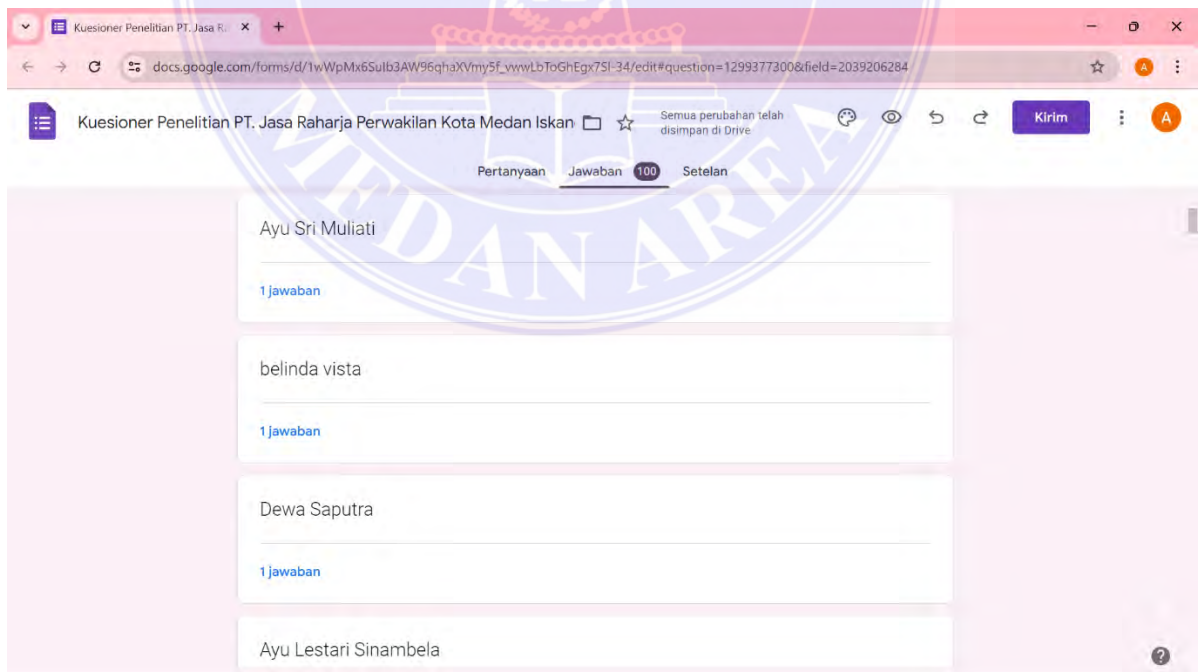 Kuesioner Penelitian PT. Jasa Ra
docs.google.com/forms/d/1wWpMx6SuIb3AW96qhaXVmy5f_vwwLbToGhEgx7Sl-34/edit#question=1299377300&field=2039206284
A
Kuesioner Penelitian PT. Jasa Raharja Perwakilan Kota Medan Iskan
Semua perubahan telah
disimpan di Drive
Kirim
A
Pertanyaan Jawaban 100 Setelan
MEDAN AREA
Ayu Sri Muliati
1 jawaban
belinda vista
1 jawaban
Dewa Saputra
1 jawaban
Ayu Lestari Sinambela